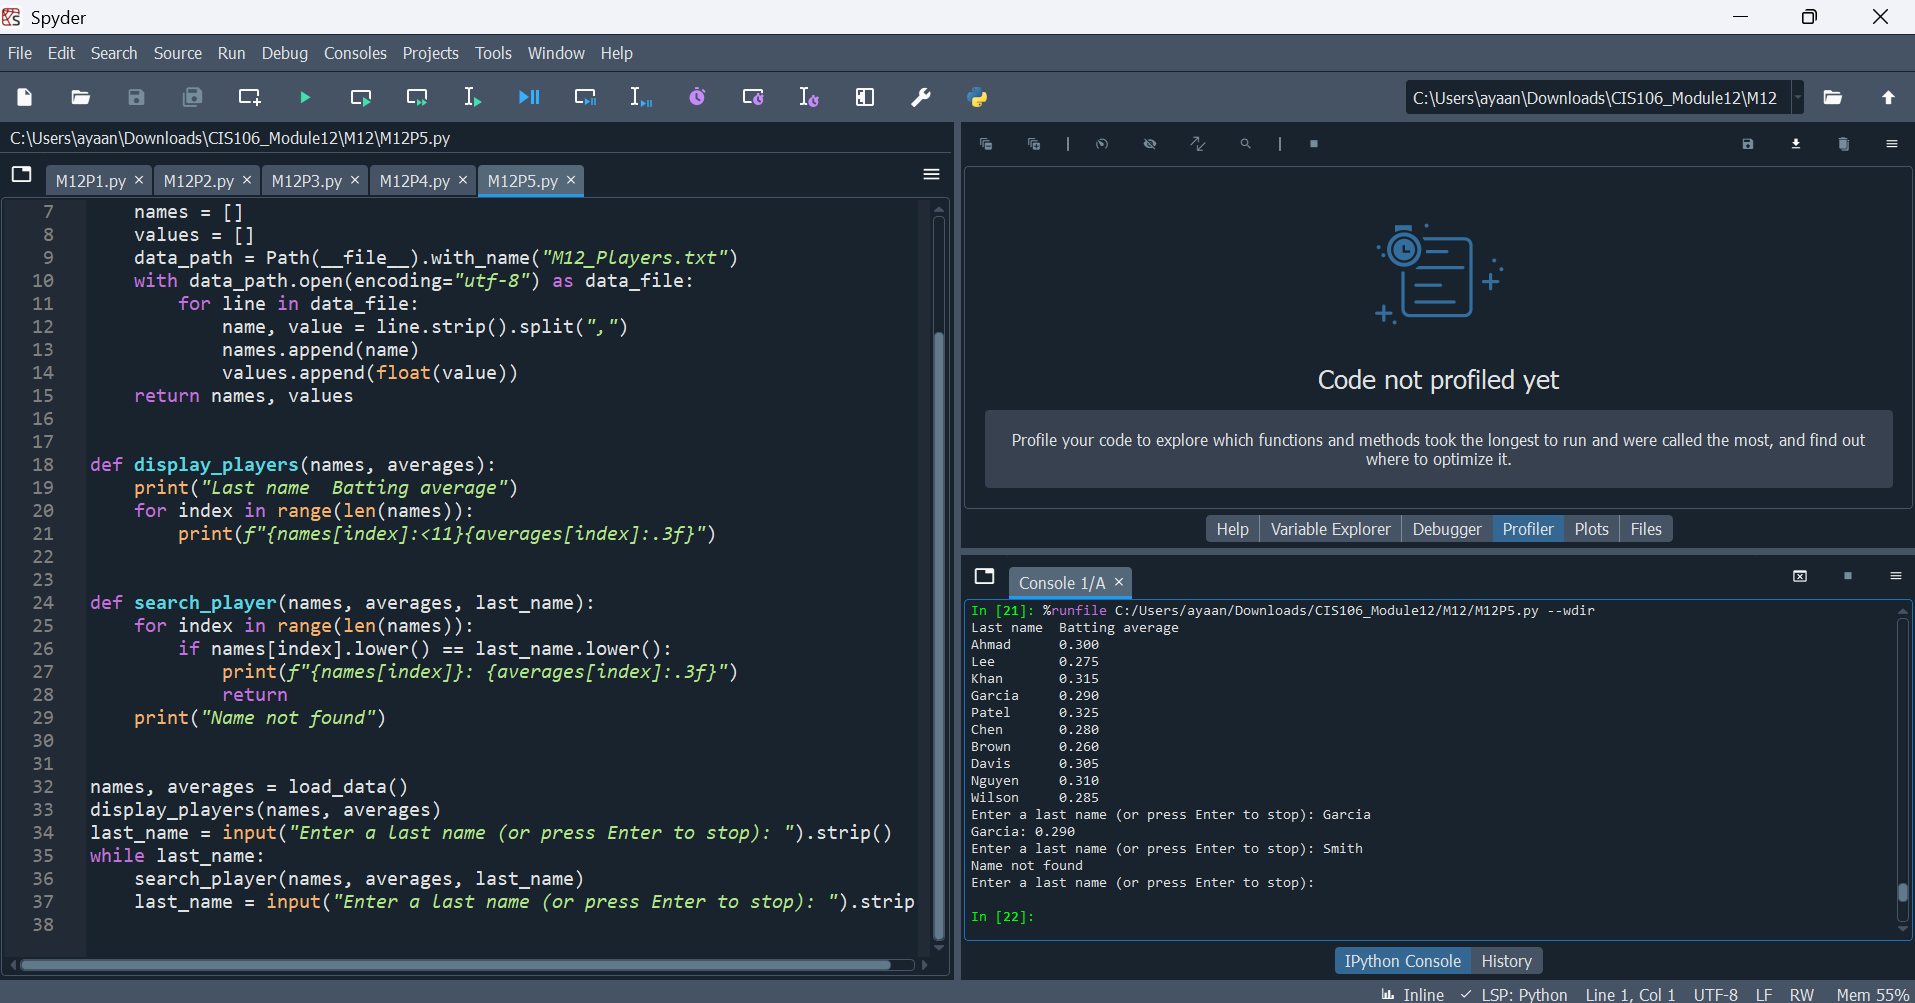 Spyder
File Edit Search Source Run Debug Consoles Projects Tools Window Help
C:\Users\ayaan\Downloads\CIS106_Module12\M12
C:\Users\ayaan\Downloads\CIS106_Module12\M12\M12P5.py
M12P1.py M12P2.py M12P3.py M12P4.py M12P5.py
7     names = []
8     values = []
9     data_path = Path(__file__).with_name("M12_Players.txt")
10     with data_path.open(encoding="utf-8") as data_file:
11         for line in data_file:
12             name, value = line.strip().split(",")
13             names.append(name)
14             values.append(float(value))
15     return names, values
16
17
18 def display_players(names, averages):
19     print("Last name  Batting average")
20     for index in range(len(names)):
21         print(f"{names[index]:<11}{averages[index]:.3f}")
22
23
24 def search_player(names, averages, last_name):
25     for index in range(len(names)):
26         if names[index].lower() == last_name.lower():
27             print(f"{names[index]}: {averages[index]:.3f}")
28             return
29     print("Name not found")
30
31
32 names, averages = load_data()
33 display_players(names, averages)
34 last_name = input("Enter a last name (or press Enter to stop): ").strip()
35 while last_name:
36     search_player(names, averages, last_name)
37     last_name = input("Enter a last name (or press Enter to stop): ").strip
38
Code not profiled yet
Profile your code to explore which functions and methods took the longest to run and were called the most, and find out
where to optimize it.
Help Variable Explorer Debugger Profiler Plots Files
Console 1/A
In [21]: %runfile C:/Users/ayaan/Downloads/CIS106_Module12/M12/M12P5.py --wdir
Last name  Batting average
Ahmad      0.300
Lee        0.275
Khan       0.315
Garcia     0.290
Patel      0.325
Chen       0.280
Brown      0.260
Davis      0.305
Nguyen     0.310
Wilson     0.285
Enter a last name (or press Enter to stop): Garcia
Garcia: 0.290
Enter a last name (or press Enter to stop): Smith
Name not found
Enter a last name (or press Enter to stop):
In [22]:
IPython Console History
Inline LSP: Python Line 1, Col 1 UTF-8 LF RW Mem 55%